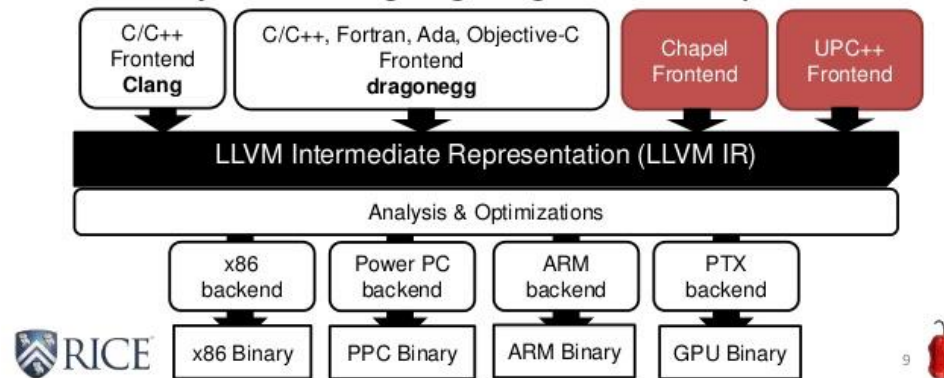 C/C++
Frontend
Clang
C/C++, Fortran, Ada, Objective-C
Frontend
dragonegg
Chapel
Frontend
UPC++
Frontend
LLVM Intermediate Representation (LLVM IR)
Analysis & Optimizations
x86
backend
Power PC
backend
ARM
backend
PTX
backend
RICE
x86 Binary
PPC Binary
ARM Binary
GPU Binary
9